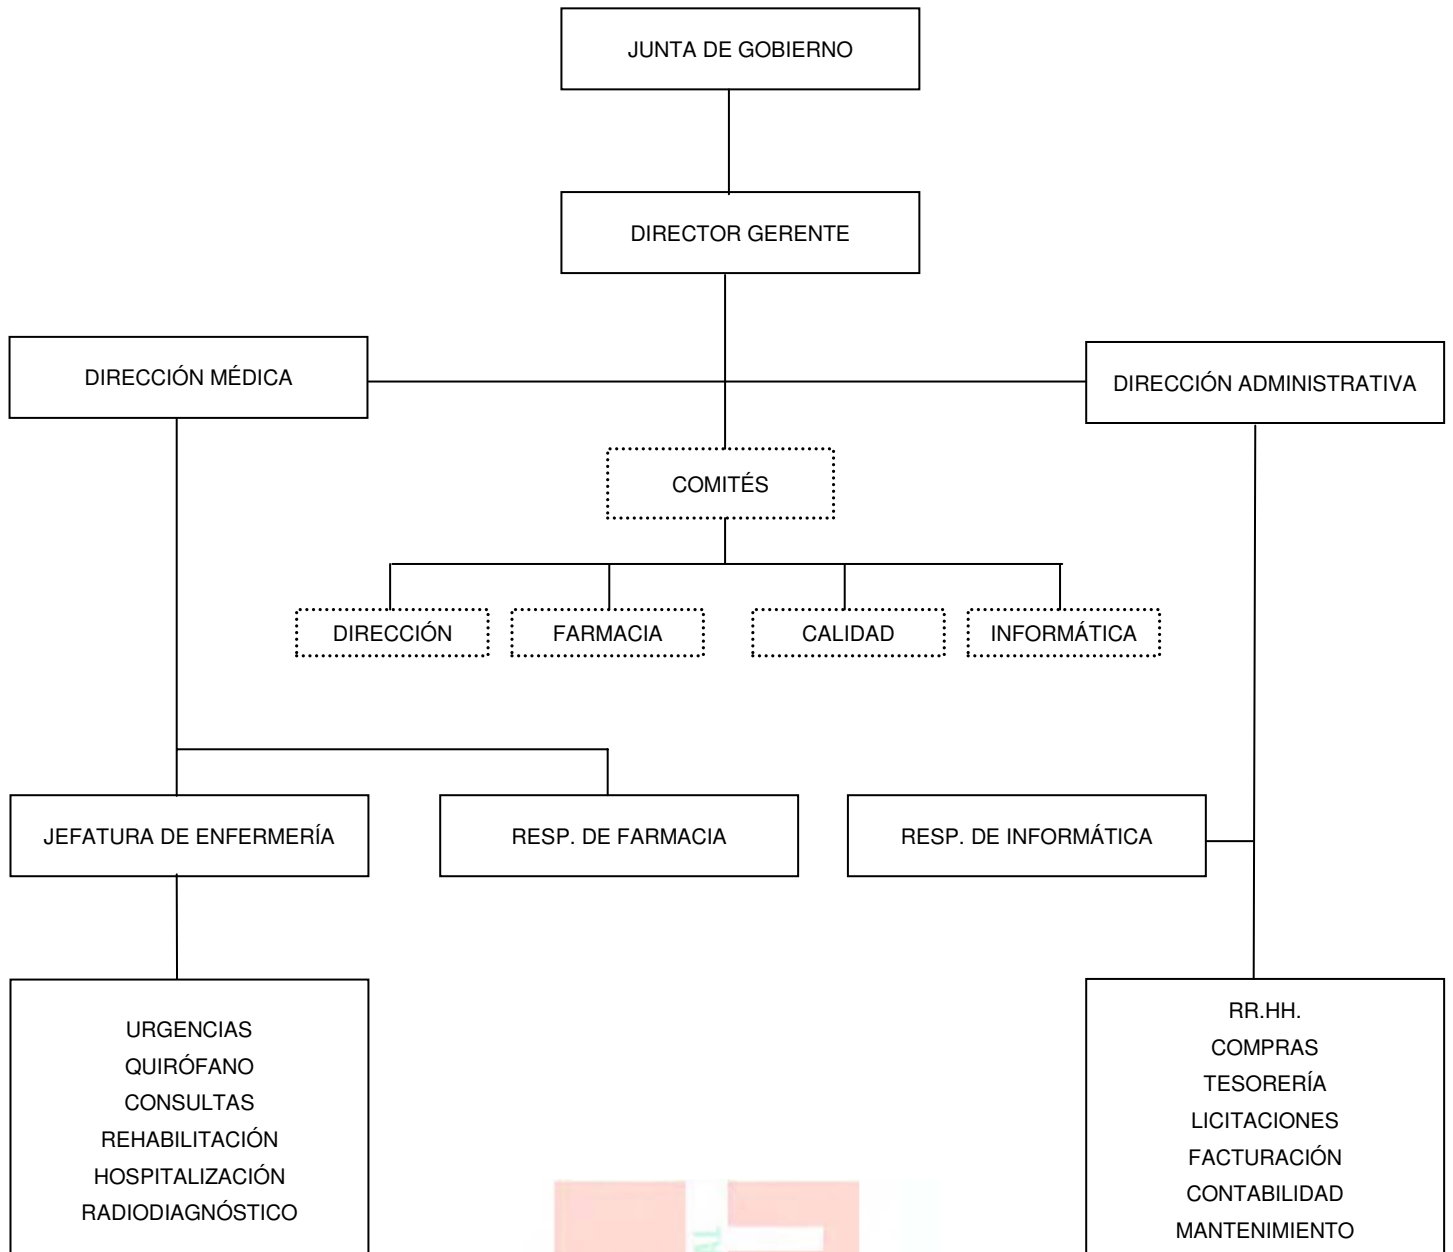 JUNTA DE GOBIERNO
DIRECTOR GERENTE
DIRECCIÓN MÉDICA
DIRECCIÓN ADMINISTRATIVA
COMITÉS
DIRECCIÓN
FARMACIA
CALIDAD
INFORMÁTICA
JEFATURA DE ENFERMERÍA
RESP. DE FARMACIA
RESP. DE INFORMÁTICA
URGENCIAS
QUIRÓFANO
CONSULTAS
REHABILITACIÓN
HOSPITALIZACIÓN
RADIODIAGNÓSTICO
RR.HH.
COMPRAS
TESORERÍA
LICITACIONES
FACTURACIÓN
CONTABILIDAD
MANTENIMIENTO